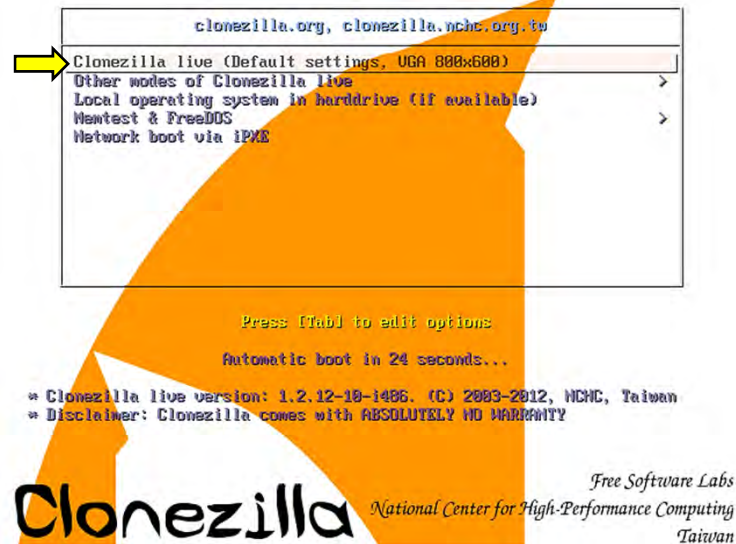 clonezilla.org, clonezilla.nchc.org.tw
Clonezilla live (Default settings, VGA 800x600)
Other modes of Clonezilla live >
Local operating system in harddrive (if available)
Memtest & FreeDOS >
Network boot via iPXE
Press [Tab] to edit options
Automatic boot in 24 seconds...
* Clonezilla live version: 1.2.12-10-i486. (C) 2003-2012, NCHC, Taiwan
* Disclaimer: Clonezilla comes with ABSOLUTELY NO WARRANTY
Clonezilla
Free Software Labs
National Center for High-Performance Computing
Taiwan